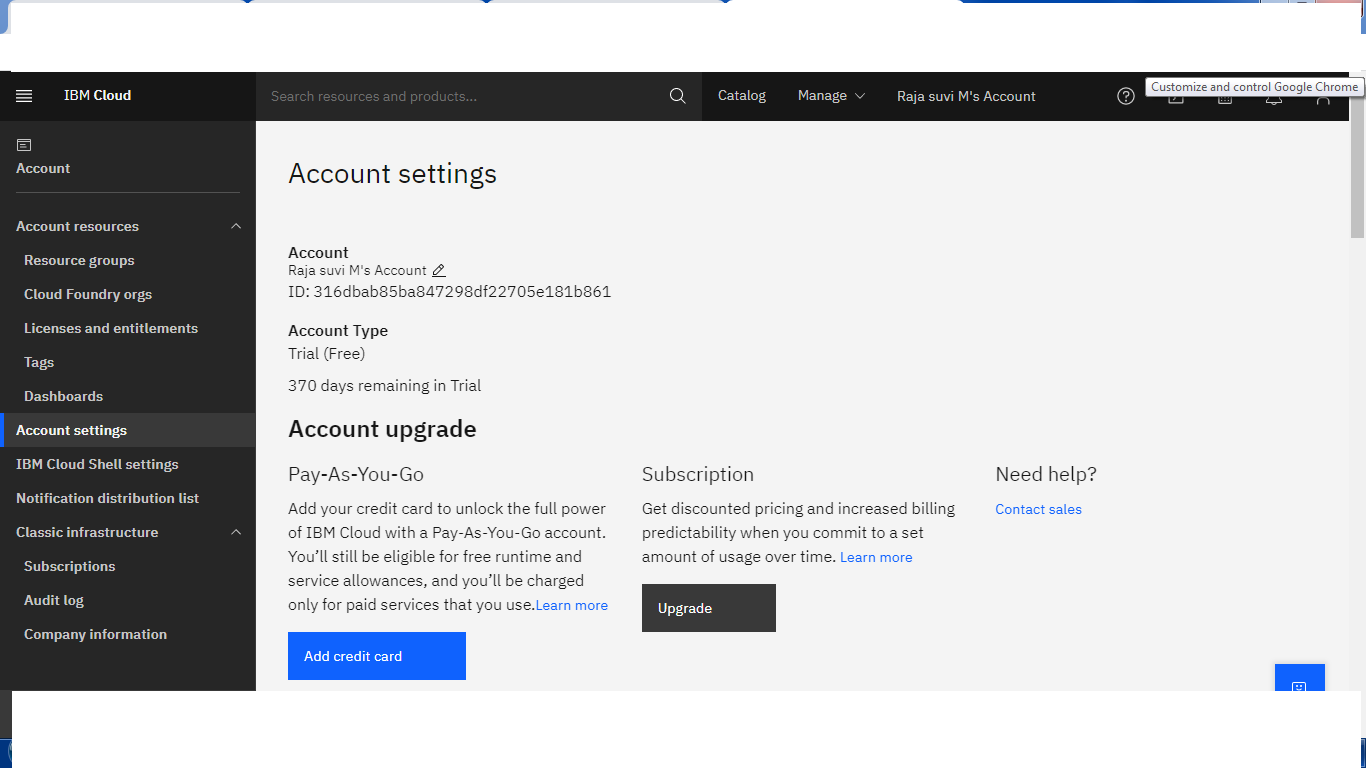 IBM Cloud
Search resources and products...
Catalog
Manage
Raja suvi M's Account
Customize and control Google Chrome
Account
Account resources
Resource groups
Cloud Foundry orgs
Licenses and entitlements
Tags
Dashboards
Account settings
IBM Cloud Shell settings
Notification distribution list
Classic infrastructure
Subscriptions
Audit log
Company information
Account settings
Account
Raja suvi M's Account
ID: 316dbab85ba847298df22705e181b861
Account Type
Trial (Free)
370 days remaining in Trial
Account upgrade
Pay-As-You-Go
Add your credit card to unlock the full power
of IBM Cloud with a Pay-As-You-Go account.
You’ll still be eligible for free runtime and
service allowances, and you’ll be charged
only for paid services that you use.Learn more
Add credit card
Subscription
Get discounted pricing and increased billing
predictability when you commit to a set
amount of usage over time. Learn more
Upgrade
Need help?
Contact sales